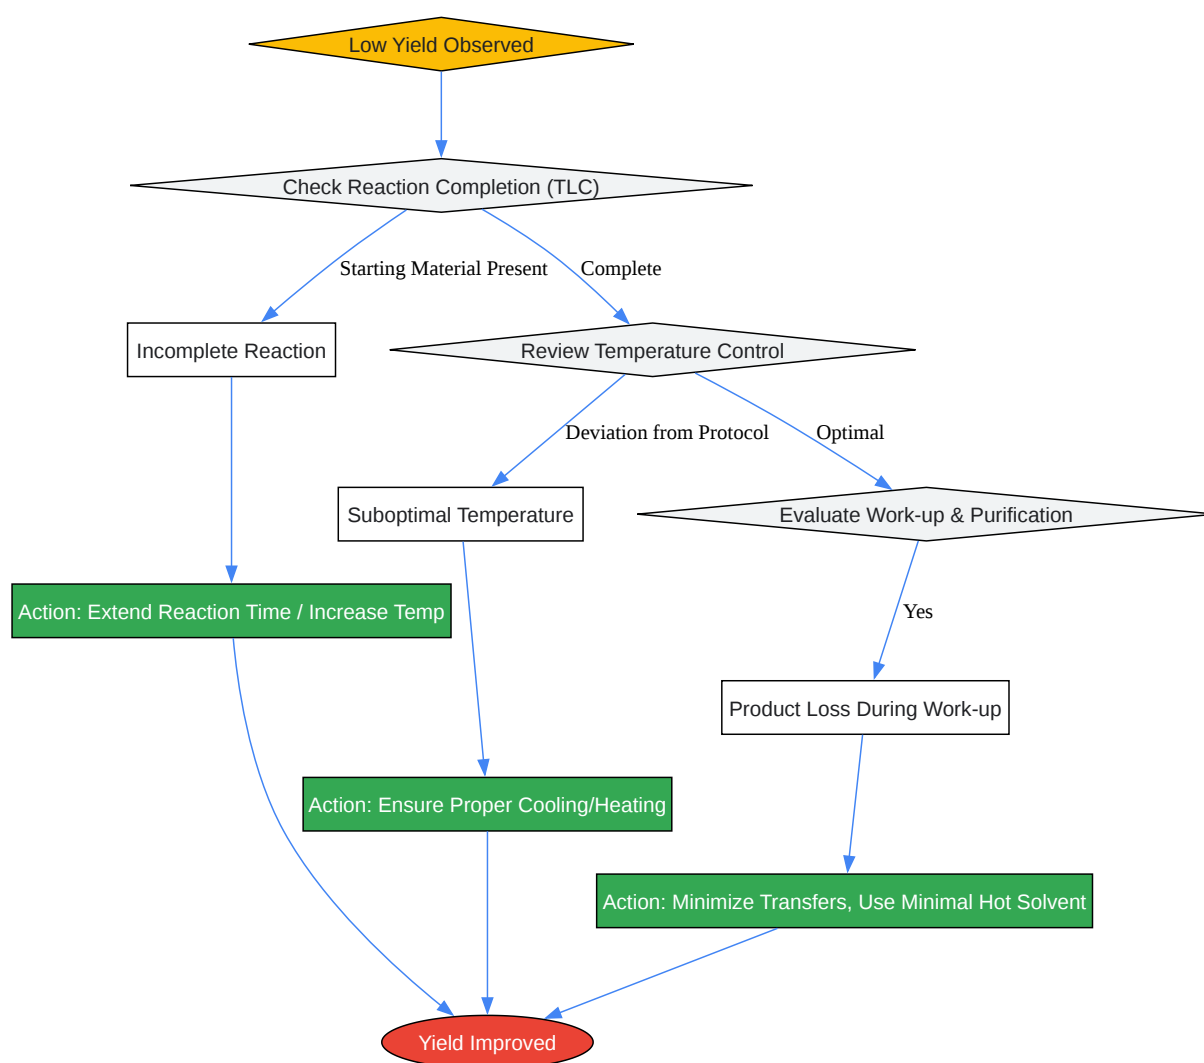 Low Yield Observed
Check Reaction Completion (TLC)
Starting Material Present
Complete
Incomplete Reaction
Review Temperature Control
Deviation from Protocol
Optimal
Suboptimal Temperature
Evaluate Work-up & Purification
Action: Extend Reaction Time / Increase Temp
Yes
Product Loss During Work-up
Action: Ensure Proper Cooling/Heating
Action: Minimize Transfers, Use Minimal Hot Solvent
Yield Improved